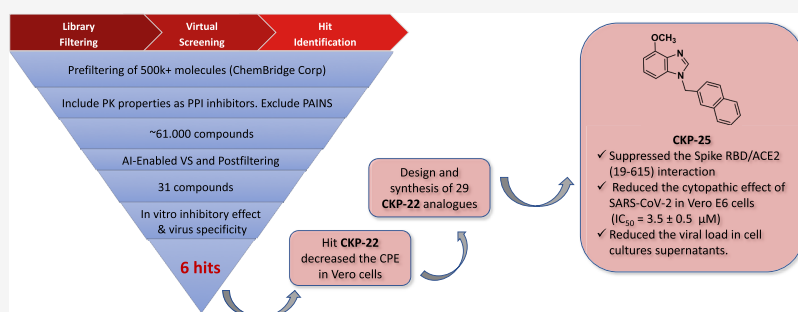 Library
Filtering
Virtual
Screening
Hit
Identification
Prefiltering of 500k+ molecules (ChemBridge Corp)
Include PK properties as PPI inhibitors. Exclude PAINS
~61.000 compounds
AI-Enabled VS and Postfiltering
31 compounds
In vitro inhibitory effect
& virus specificity
6 hits
Hit CKP-22
decreased the CPE
in Vero cells
Design and
synthesis of 29
CKP-22 analogues
OCH₃
N
N
CKP-25
✓ Suppressed the Spike RBD/ACE2
(19-615) interaction
✓ Reduced the cytopathic effect of
SARS-CoV-2 in Vero E6 cells
(IC₅₀ = 3.5 ± 0.5 μM)
✓ Reduced the viral load in cell
cultures supernatants.